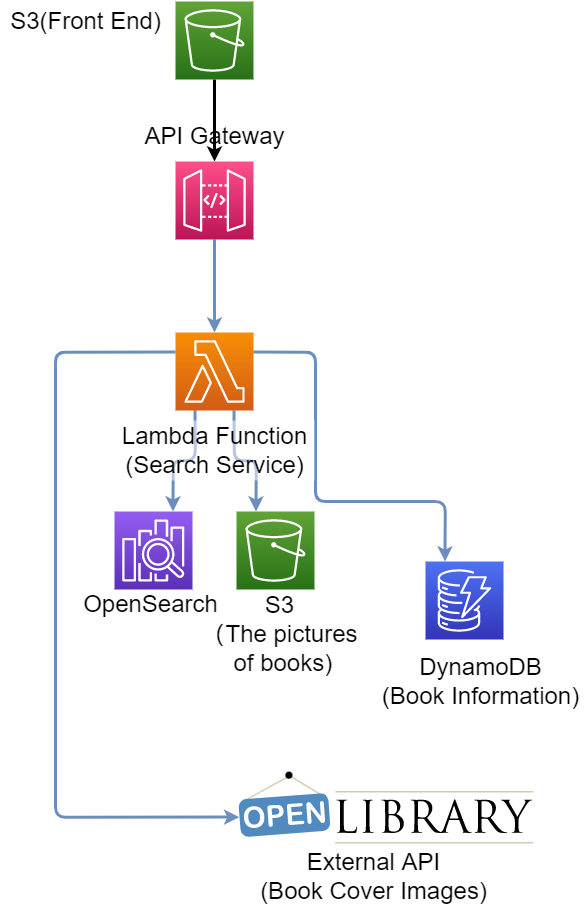 S3(Front End)
API Gateway
</>
Lambda Function
(Search Service)
OpenSearch
S3
(The pictures
of books)
DynamoDB
(Book Information)
OPEN LIBRARY
External API
(Book Cover Images)